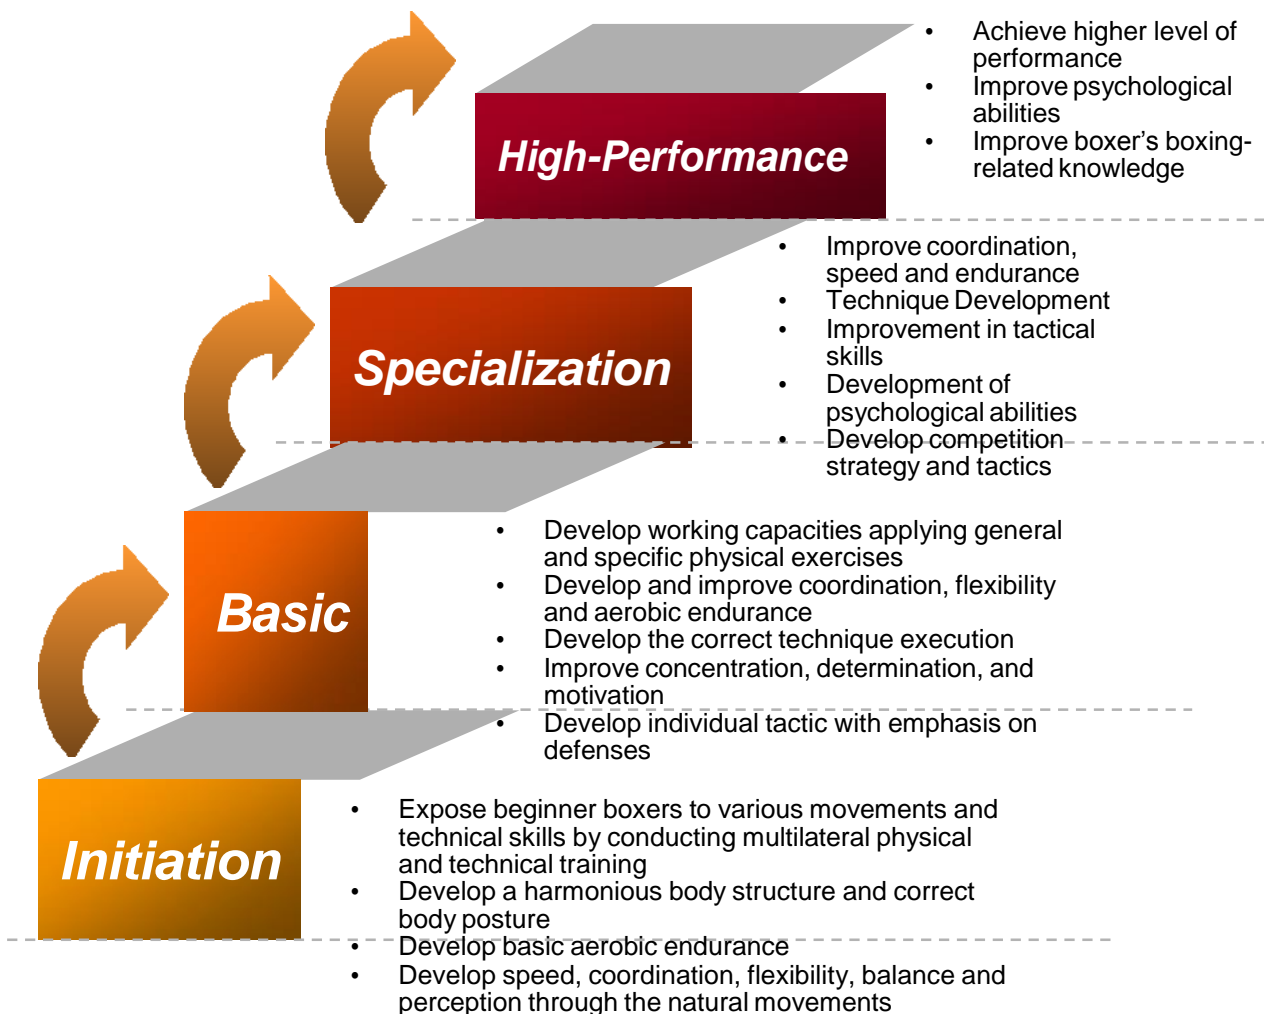 • Achieve higher level of
performance
• Improve psychological
abilities
• Improve boxer’s boxing-
related knowledge
High-Performance
• Improve coordination,
speed and endurance
• Technique Development
• Improvement in tactical
skills
• Development of
psychological abilities
• Develop competition
strategy and tactics
Specialization
• Develop working capacities applying general
and specific physical exercises
• Develop and improve coordination, flexibility
and aerobic endurance
• Develop the correct technique execution
• Improve concentration, determination, and
motivation
• Develop individual tactic with emphasis on
defenses
Basic
• Expose beginner boxers to various movements and
technical skills by conducting multilateral physical
and technical training
• Develop a harmonious body structure and correct
body posture
• Develop basic aerobic endurance
• Develop speed, coordination, flexibility, balance and
perception through the natural movements
Initiation